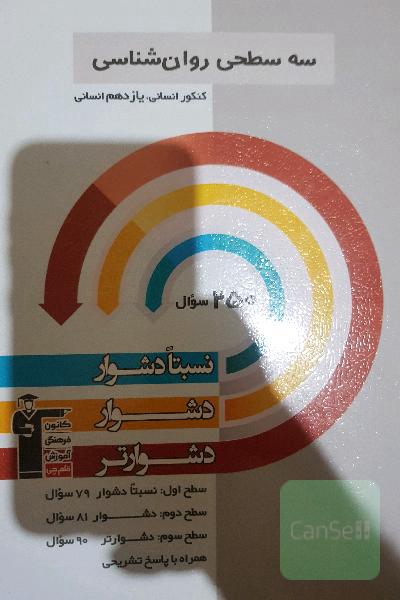 سه سطحی روان‌شناسی
کنکور انسانی، یازدهم انسانی
۲۵۰ سؤال
نسبتاً دشوار
دشوار
دشوارتر
کانون
فرهنگی
آموزش
قلم‌چی
سطح اول: نسبتاً دشوار ۷۹ سؤال
سطح دوم: دشوار ۸۱ سؤال
سطح سوم: دشوارتر ۹۰ سؤال
همراه با پاسخ تشریحی
CanSell